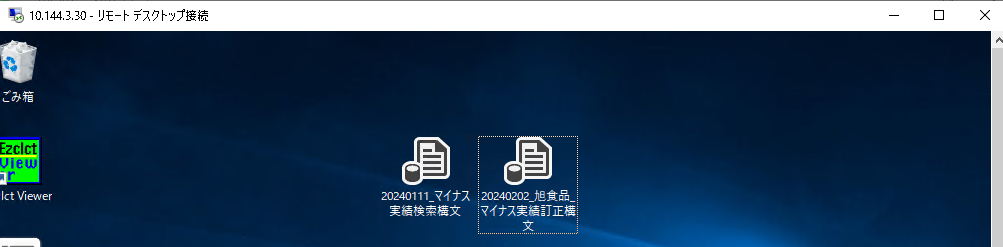 10.144.3.30 - リモート デスクトップ接続
ごみ箱
EzcIct
View
er
Ict Viewer
20240111_マイナス
実績検索構文
20240202_旭食品_
マイナス実績訂正構
文